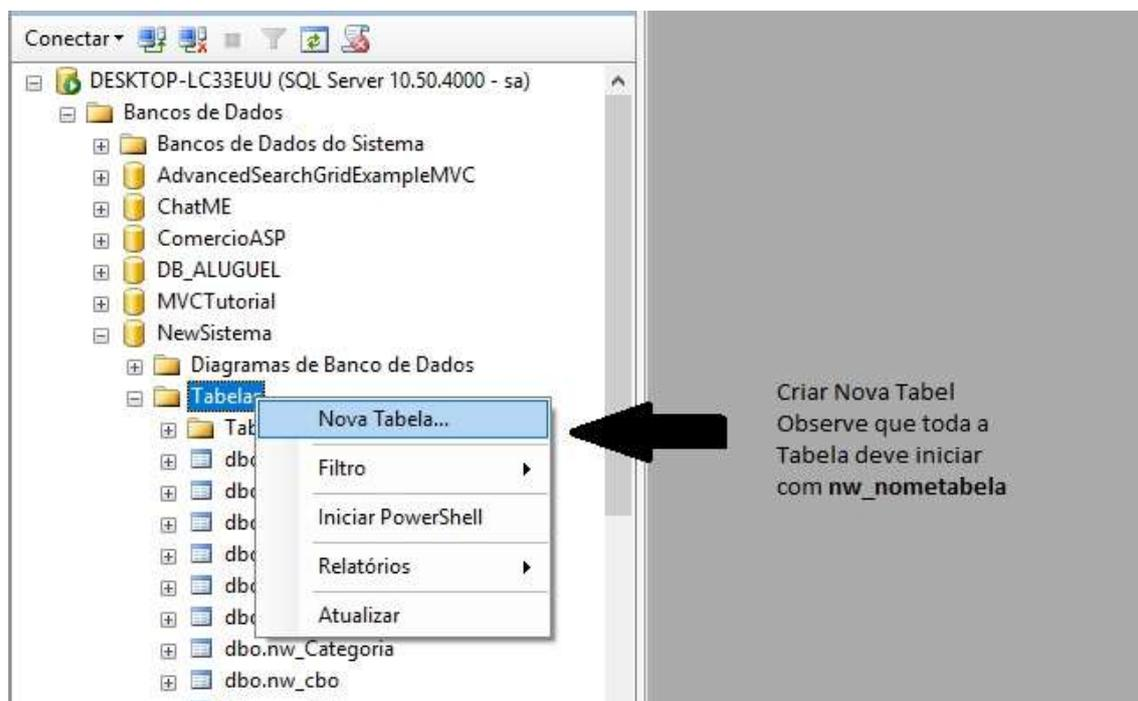 Conectar
DESKTOP-LC33EUU (SQL Server 10.50.4000 - sa)
Bancos de Dados
Bancos de Dados do Sistema
AdvancedSearchGridExampleMVC
ChatME
ComercioASP
DB_ALUGUEL
MVCTutorial
NewSistema
Diagramas de Banco de Dados
Tabelas
Nova Tabela...
Filtro
Iniciar PowerShell
Relatórios
Atualizar
dbo.nw_Categoria
dbo.nw_cbo
Criar Nova Tabel
Observe que toda a
Tabela deve iniciar
com nw_nometabela